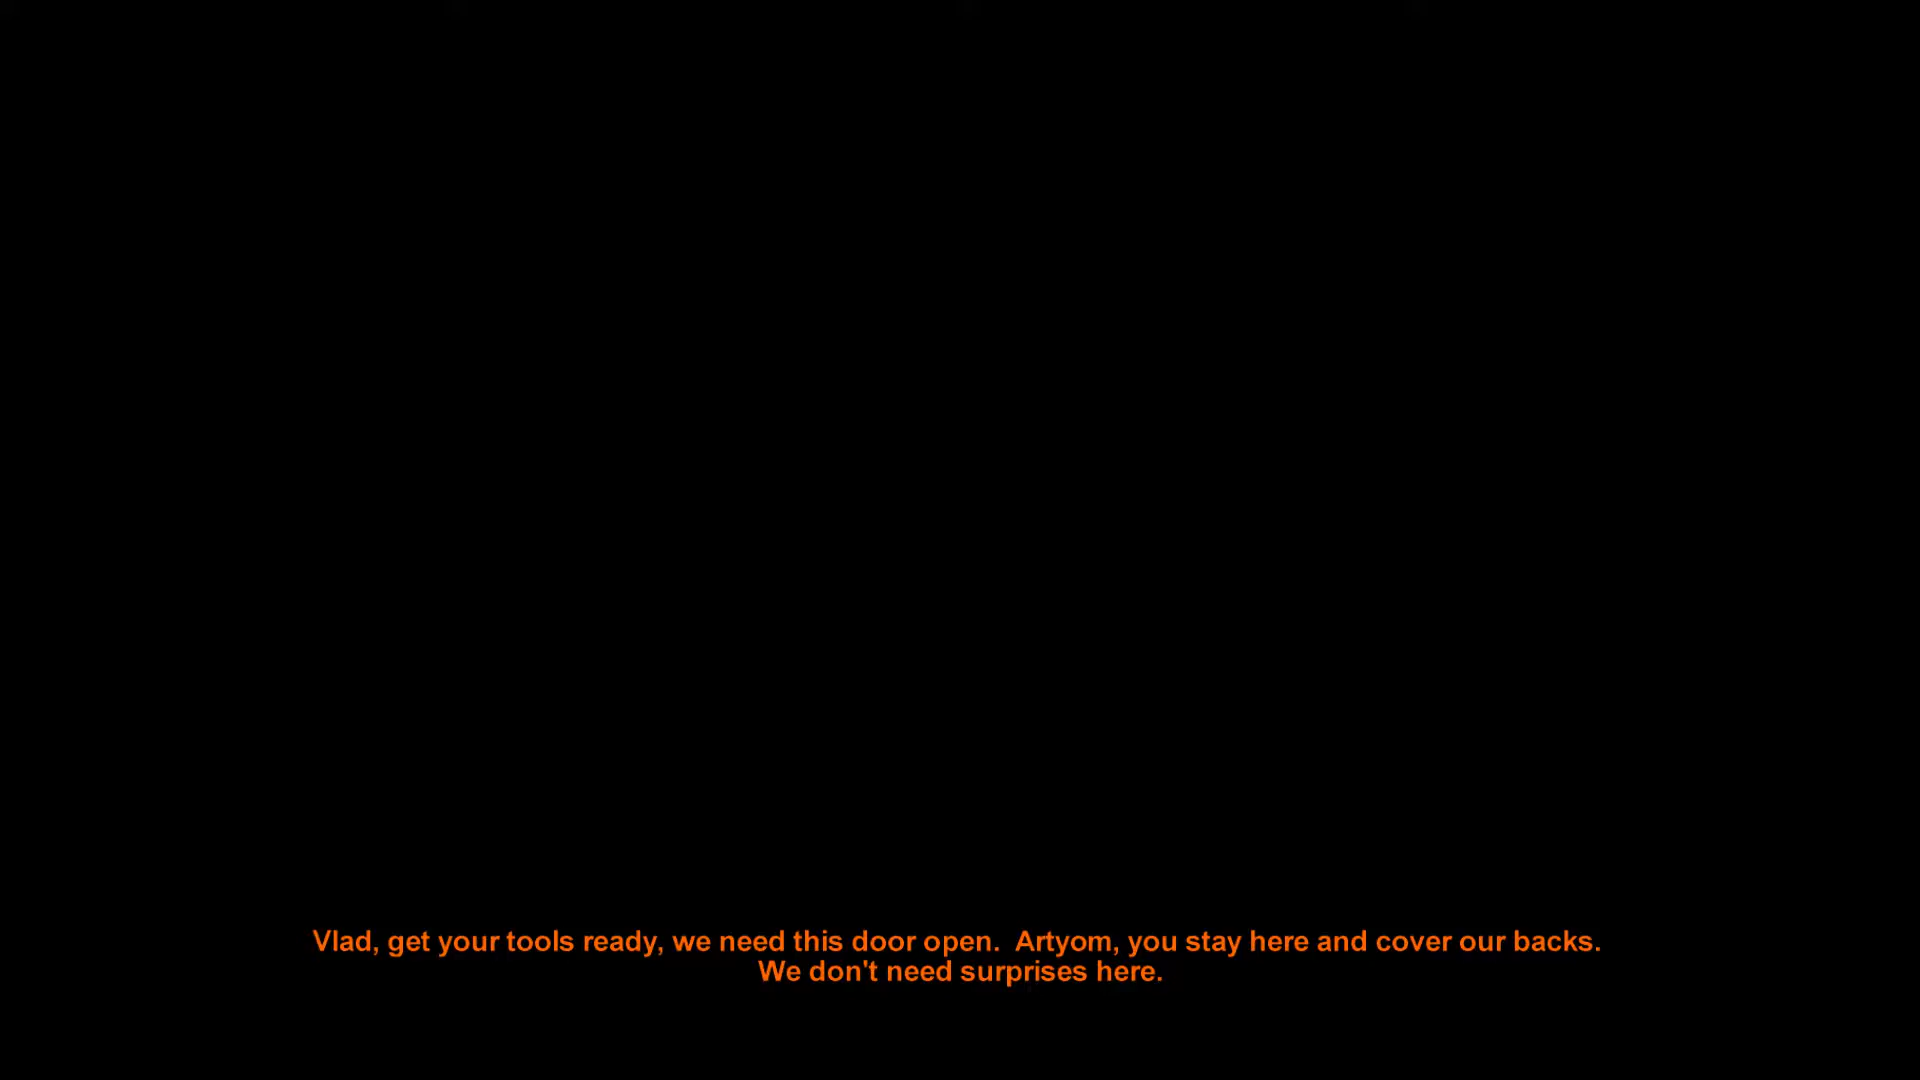 Vlad, get your tools ready, we need this door open.  Artyom, you stay here and cover our backs.
We don't need surprises here.